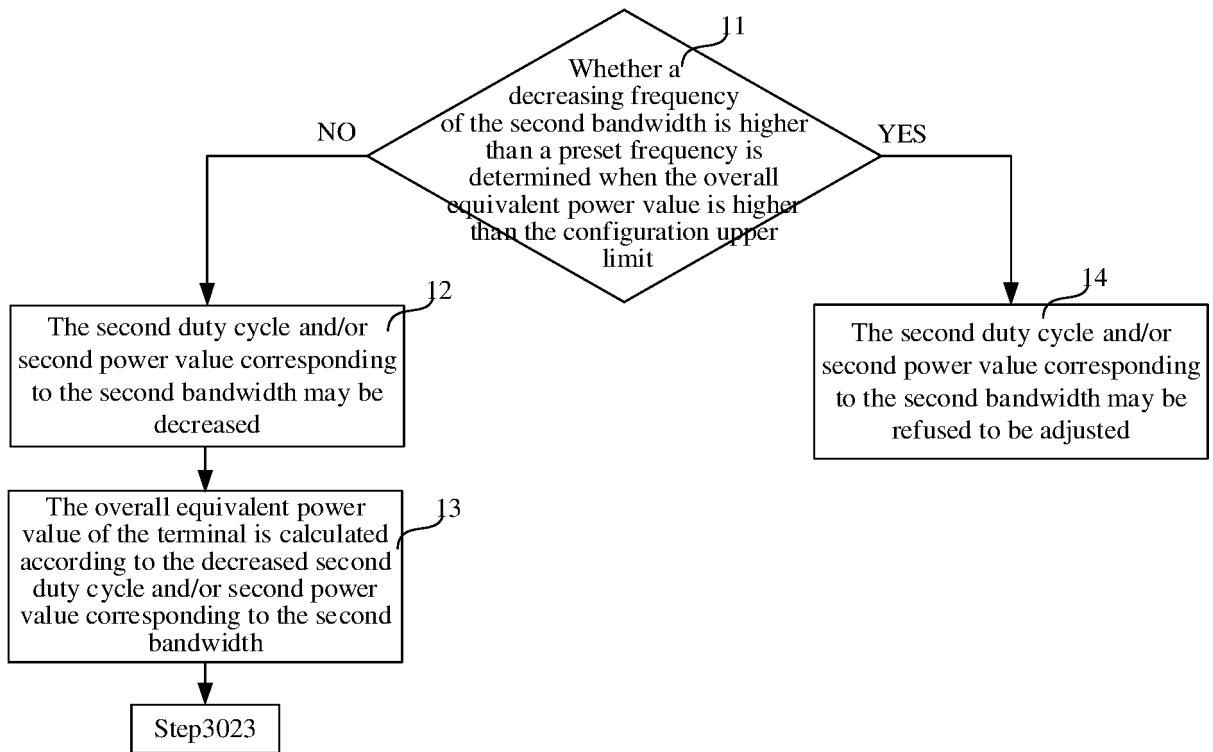 11
Whether a
decreasing frequency
of the second bandwidth is higher
than a preset frequency is
determined when the overall
equivalent power value is higher
than the configuration upper
limit
NO
YES
12
The second duty cycle and/or
second power value corresponding
to the second bandwidth may be
decreased
14
The second duty cycle and/or
second power value corresponding
to the second bandwidth may be
refused to be adjusted
13
The overall equivalent power
value of the terminal is calculated
according to the decreased second
duty cycle and/or second power
value corresponding to the second
bandwidth
Step3023